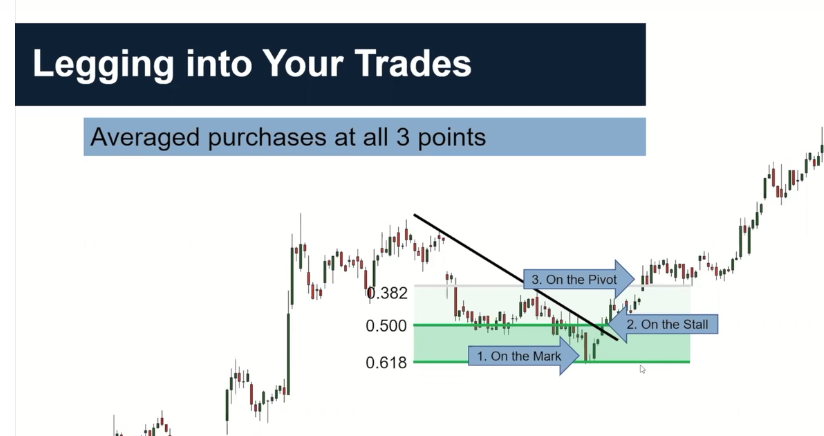 Legging into Your Trades
Averaged purchases at all 3 points
3. On the Pivot
0.382
0.500
2. On the Stall
1. On the Mark
0.618